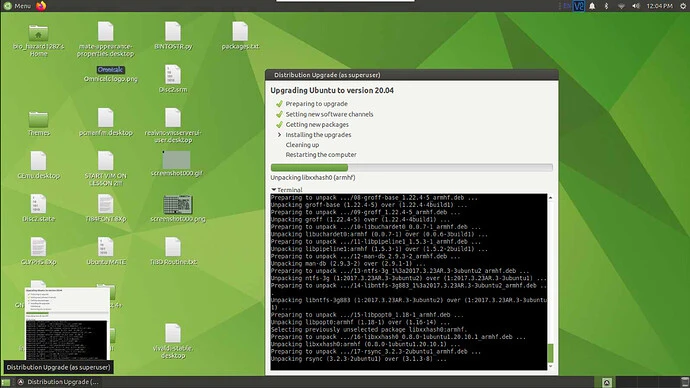 Menu
12:04 PM
bio_hazard1282's
Home
mate-appearance-
properties.desktop
BINTOSTR.py
packages.txt
Omnicalc
Omnicalc logo.png
Disc2.srm
Themes
pcmanfm.desktop
realvnc-vncserverui-
user.desktop
CEmu.desktop
START VIM ON
LESSON 2!!!
screenshot000.gif
Disc2.state
TI84FONT.8Xp
screenshot000.png
GLYPHS.8Xp
Ubuntu MATE
TIBD Routine.txt
vivaldi-stable.
desktop
Distribution Upgrade (as superuser)
Upgrading Ubuntu to version 20.04
Preparing to upgrade
Setting new software channels
Getting new packages
Installing the upgrades
Cleaning up
Restarting the computer
Unpacking libxxhash0 (armhf)
Terminal
Preparing to unpack .../08-groff-base_1.22.4-5_armhf.deb ...
Unpacking groff-base (1.22.4-5) over (1.22.4-4build1) ...
Preparing to unpack .../09-groff_1.22.4-5_armhf.deb ...
Unpacking groff (1.22.4-5) over (1.22.4-4build1) ...
Preparing to unpack .../10-libuchardet0_0.0.7-1_armhf.deb ...
Unpacking libuchardet0:armhf (0.0.7-1) over (0.0.6-3build1) ...
Preparing to unpack .../11-libpipeline1_1.5.3-1_armhf.deb ...
Unpacking libpipeline1:armhf (1.5.3-1) over (1.5.2-2build1) ...
Preparing to unpack .../12-man-db_2.9.3-2_armhf.deb ...
Unpacking man-db (2.9.3-2) over (2.9.1-1) ...
Preparing to unpack .../13-ntfs-3g_1%3a2017.3.23AR.3-3ubuntu2_armhf.deb ...
Unpacking ntfs-3g (1:2017.3.23AR.3-3ubuntu2) over (1:2017.3.23AR.3-3ubuntu1) ...
Preparing to unpack .../14-libntfs-3g883_1%3a2017.3.23AR.3-3ubuntu2_armhf.deb ...
Unpacking libntfs-3g883 (1:2017.3.23AR.3-3ubuntu2) over (1:2017.3.23AR.3-3ubuntu
1) ...
Preparing to unpack .../15-libpopt0_1.18-1_armhf.deb ...
Unpacking libpopt0:armhf (1.18-1) over (1.16-14) ...
Selecting previously unselected package libxxhash0:armhf.
Preparing to unpack .../16-libxxhash0_0.8.0-1ubuntu1.20.10.1_armhf.deb ...
Unpacking libxxhash0:armhf (0.8.0-1ubuntu1.20.10.1) ...
Preparing to unpack .../17-rsync_3.2.3-2ubuntu1_armhf.deb ...
Unpacking rsync (3.2.3-2ubuntu1) over (3.1.3-8) ...
Distribution Upgrade (as superuser)
Distribution Upgrade (...